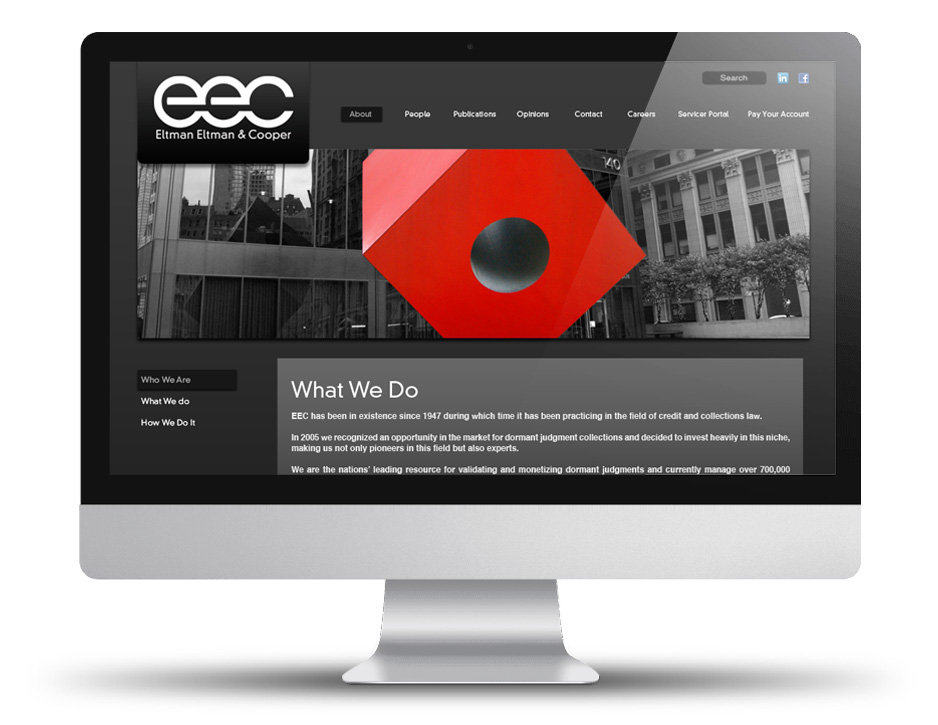 eec
Eltman Eltman & Cooper
Search
in
f
About
People
Publications
Opinions
Contact
Careers
Servicer Portal
Pay Your Account
140
Who We Are
What We do
How We Do It
What We Do
EEC has been in existence since 1947 during which time it has been practicing in the field of credit and collections law.
In 2005 we recognized an opportunity in the market for dormant judgment collections and decided to invest heavily in this niche,
making us not only pioneers in this field but also experts.
We are the nations' leading resource for validating and monetizing dormant judgments and currently manage over 700,000